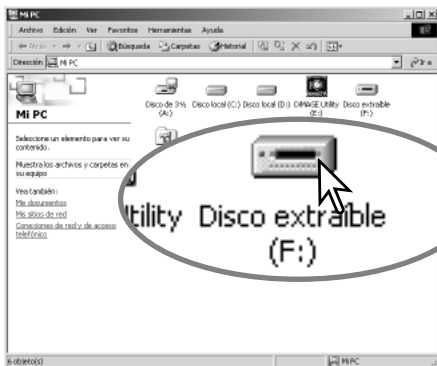 Mi PC
Archivo Edición Ver Favoritos Herramientas Ayuda
Atrás Búsqueda Carpetas Historial
Dirección Mi PC Ir a
Mi PC
Seleccione un elemento para ver su
contenido.
Muestra los archivos y carpetas en
su equipo
Vea también:
Mis documentos
Mis sitios de red
Conexiones de red y de acceso
telefónico
Disco de 3½ Disco local (C:) Disco local (D:) DiMAGE Utility Disco extraíble
(A:) (E:) (F:)
tility Disco extraíble
(F:)
6 objeto(s) Mi PC